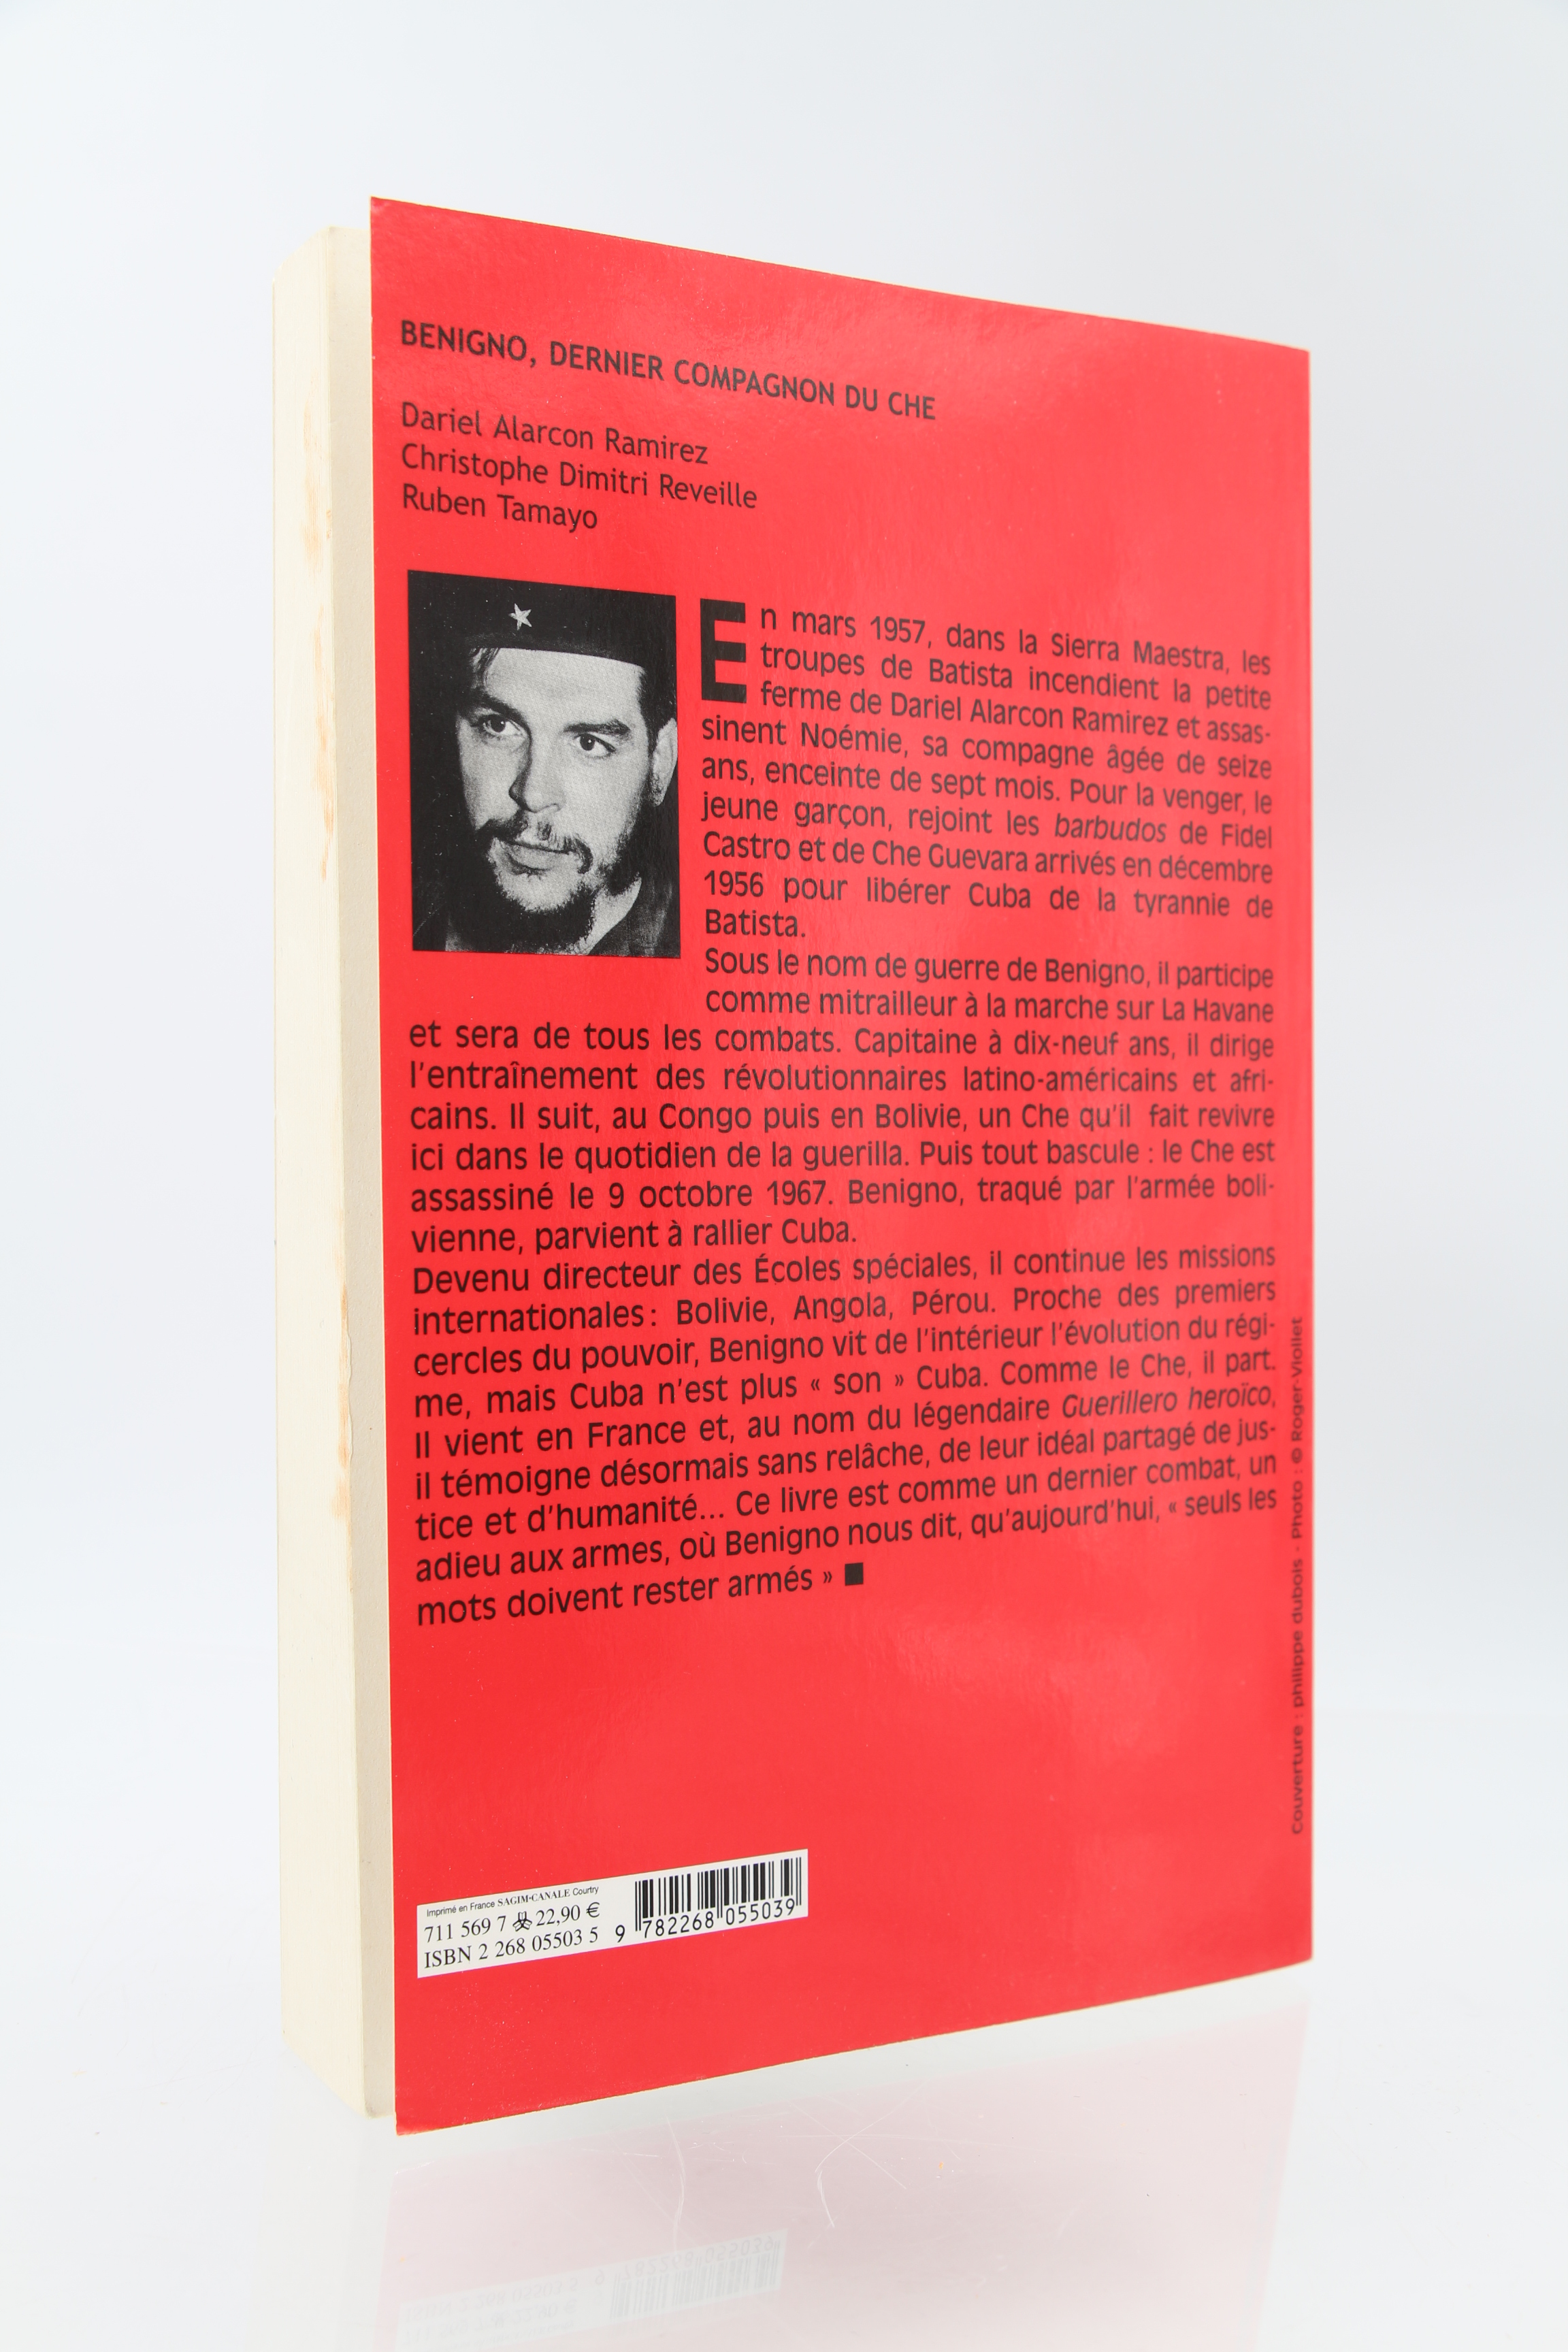 BENIGNO, DERNIER COMPAGNON DU CHE
Dariel Alarcon Ramirez
Christophe Dimitri Reveille
Ruben Tamayo
En mars 1957, dans la Sierra Maestra, les
troupes de Batista incendient la petite
ferme de Dariel Alarcon Ramirez et assas-
sinent Noémie, sa compagne âgée de seize
ans, enceinte de sept mois. Pour la venger, le
jeune garçon, rejoint les barbudos de Fidel
Castro et de Che Guevara arrivés en décembre
1956 pour libérer Cuba de la tyrannie de
Batista.
Sous le nom de guerre de Benigno, il participe
comme mitrailleur à la marche sur La Havane
et sera de tous les combats. Capitaine à dix-neuf ans, il dirige
l'entraînement des révolutionnaires latino-américains et afri-
cains. Il suit, au Congo puis en Bolivie, un Che qu'il fait revivre
ici dans le quotidien de la guerilla. Puis tout bascule : le Che est
assassiné le 9 octobre 1967. Benigno, traqué par l'armée boli-
vienne, parvient à rallier Cuba.
Devenu directeur des Écoles spéciales, il continue les missions
internationales : Bolivie, Angola, Pérou. Proche des premiers
cercles du pouvoir, Benigno vit de l'intérieur l'évolution du régi-
me, mais Cuba n'est plus « son » Cuba. Comme le Che, il part.
Il vient en France et, au nom du légendaire Guerillero heroïco,
il témoigne désormais sans relâche, de leur idéal partagé de jus-
tice et d'humanité... Ce livre est comme un dernier combat, un
adieu aux armes, où Benigno nous dit, qu'aujourd'hui, « seuls les
mots doivent rester armés » ■
Couverture : philippe dubois - Photo : © Roger-Viollet
Imprimé en France SAGIM•CANALE Courtry
711 569 7 22,90 €
ISBN 2 268 05503 5
9 782268 055039